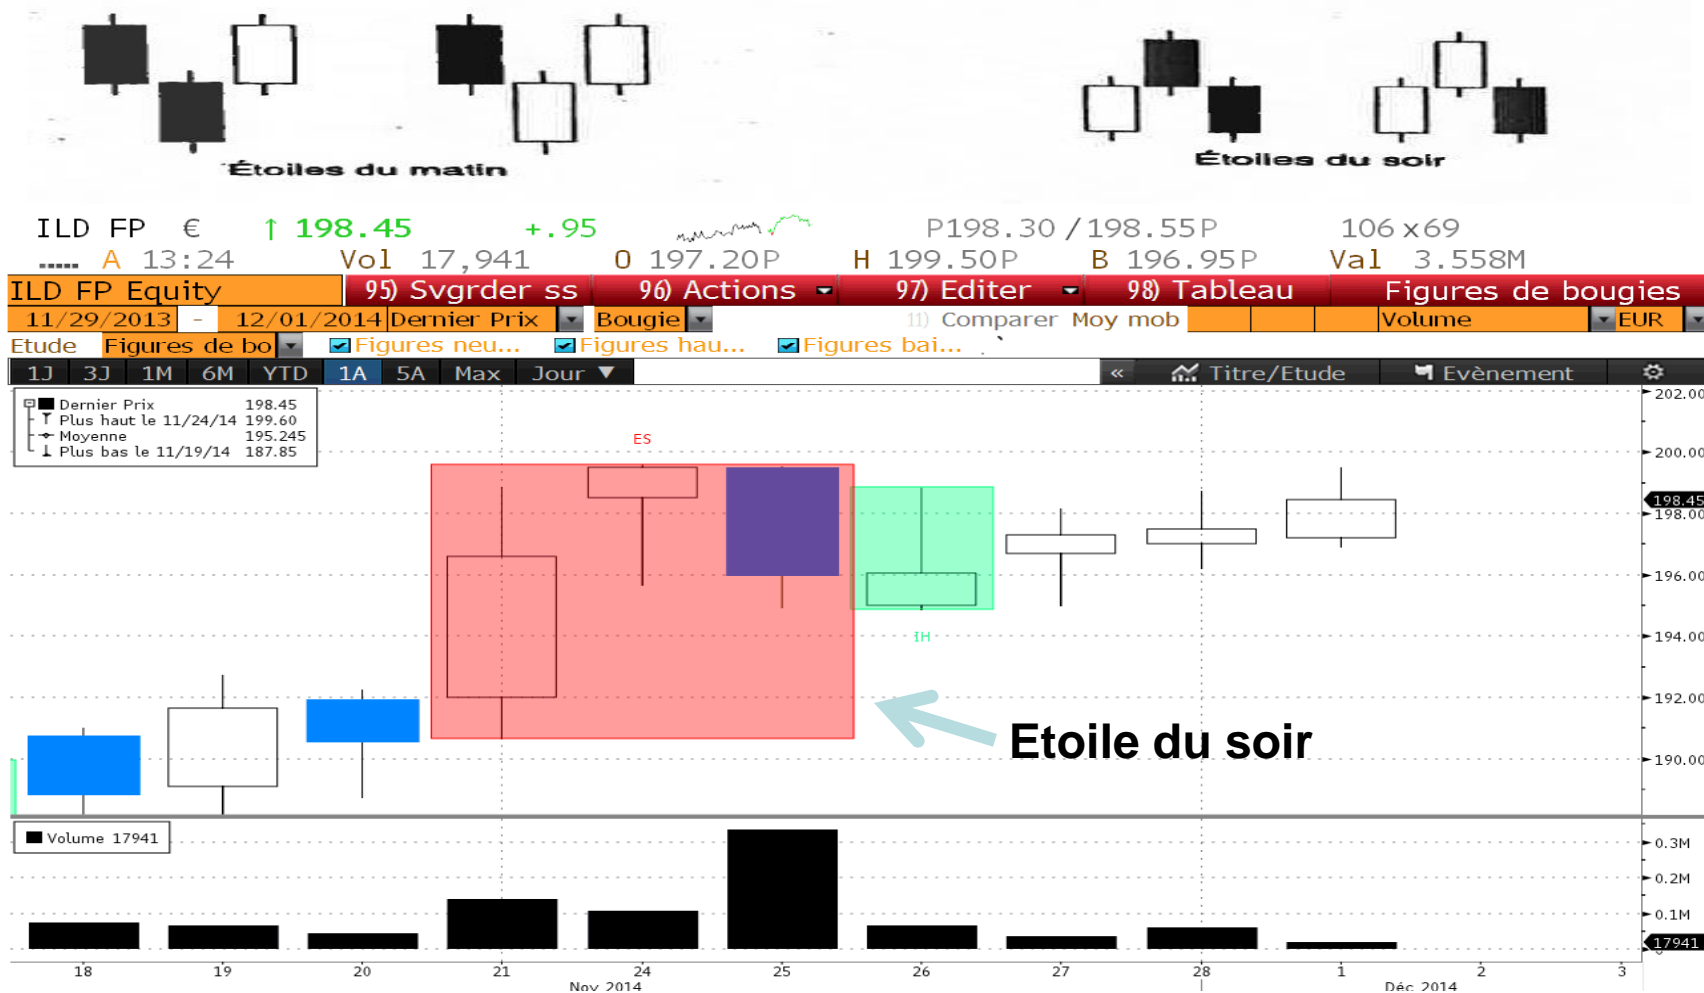 Étoiles du matin
Étoiles du soir
ILD FP € ↑ 198.45 +.95 P198.30 / 198.55P 106 x 69
A 13:24 Vol 17,941 O 197.20P H 199.50P B 196.95P Val 3.558M
ILD FP Equity 95) Svgrder ss 96) Actions 97) Editer 98) Tableau Figures de bougies
11/29/2013 - 12/01/2014 Dernier Prix Bougie 11) Comparer Moy mob Volume EUR
Etude Figures de bo Figures neu... Figures hau... Figures bai...
1J 3J 1M 6M YTD 1A 5A Max Jour ▼ « Titre/Etude Evènement
Dernier Prix 198.45
Plus haut le 11/24/14 199.60
Moyenne 195.245
Plus bas le 11/19/14 187.85
202.00
ES
200.00
198.45
198.00
196.00
IH
194.00
192.00
Etoile du soir
190.00
Volume 17941
0.3M
0.2M
0.1M
17941
0
18 19 20 21 24 25 26 27 28 1 2 3
Nov 2014 Déc 2014